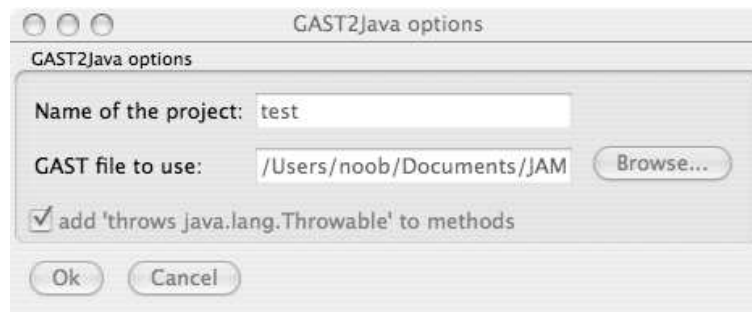 GAST2Java options
GAST2Java options
Name of the project: test
GAST file to use: /Users/noob/Documents/JAM Browse...
add 'throws java.lang.Throwable' to methods
Ok Cancel